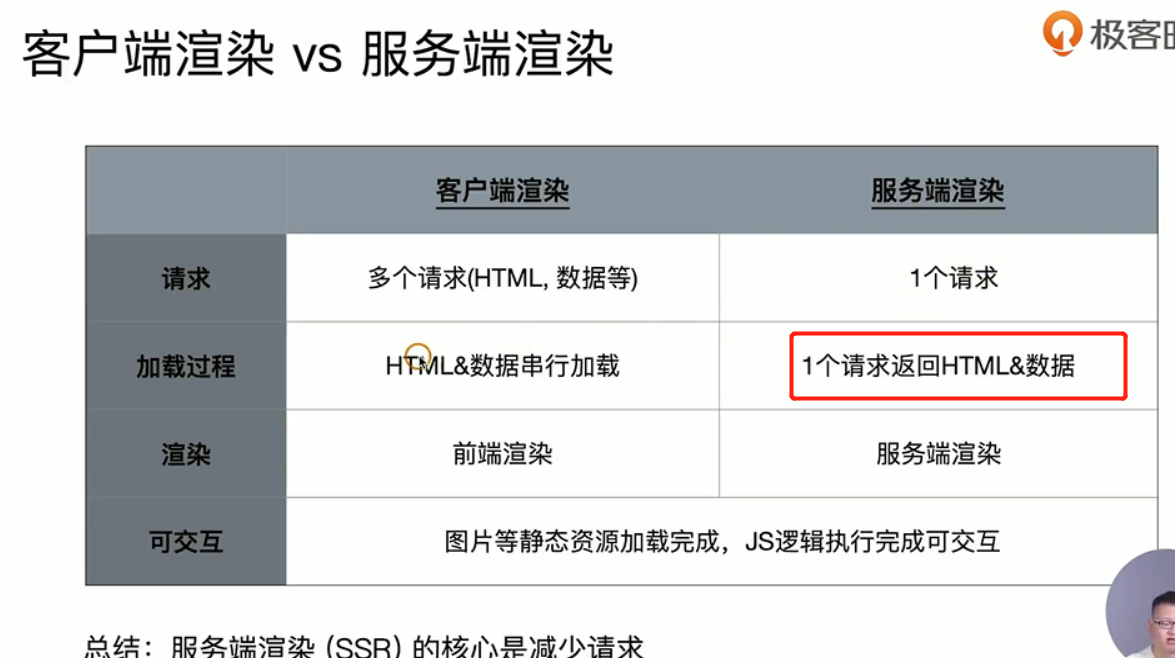 客户端渲染 vs 服务端渲染
极客时
客户端渲染 服务端渲染
请求 多个请求(HTML, 数据等) 1个请求
加载过程 HTML&数据串行加载 1个请求返回HTML&数据
渲染 前端渲染 服务端渲染
可交互 图片等静态资源加载完成，JS逻辑执行完成可交互
总结：服务端渲染 (SSR) 的核心是减少请求